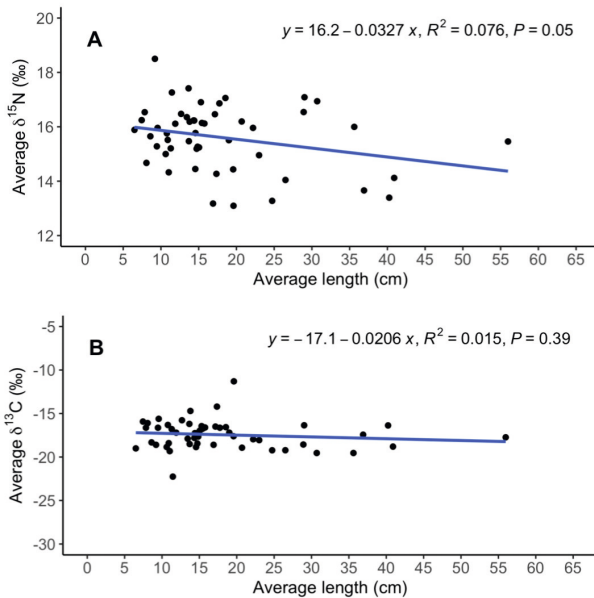 A
y = 16.2 − 0.0327 x, R² = 0.076, P = 0.05
20
18
16
14
12
Average δ¹⁵N (‰)
0 5 10 15 20 25 30 35 40 45 50 55 60 65
Average length (cm)
B
y = − 17.1 − 0.0206 x, R² = 0.015, P = 0.39
-5
-10
-15
-20
-25
-30
Average δ¹³C (‰)
0 5 10 15 20 25 30 35 40 45 50 55 60 65
Average length (cm)